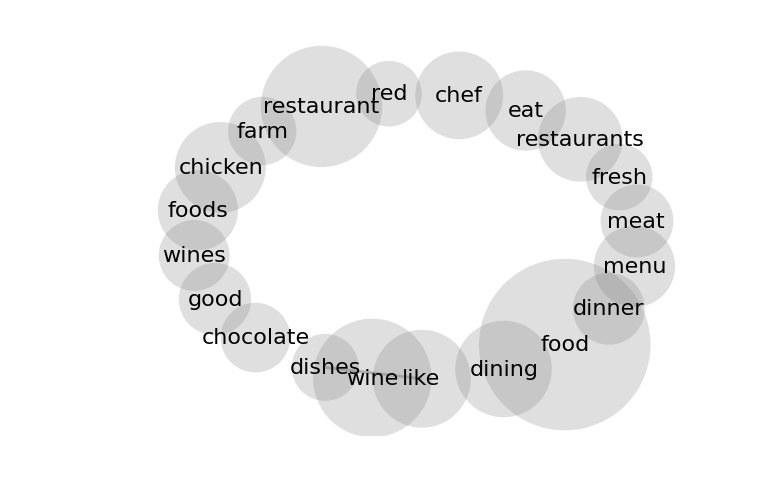 red
chef
restaurant
eat
farm
restaurants
chicken
fresh
foods
meat
wines
menu
good
dinner
chocolate
food
dishes
dining
wine
like